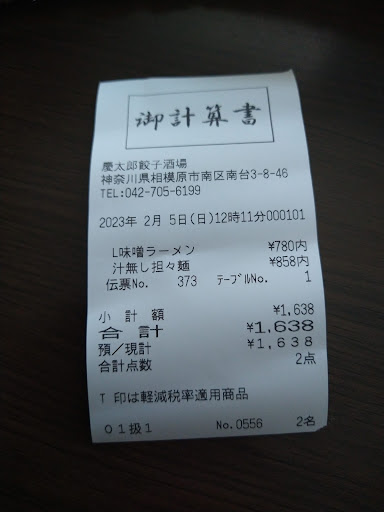 御計算書
慶太郎餃子酒場
神奈川県相模原市南区南台3-8-46
TEL:042-705-6199
2023年 2月 5日(日)12時11分000101
L味噌ラーメン ¥780内
汁無し担々麺 ¥858内
伝票No. 373 テーブルNo. 1
小 計 額 ¥1,638
合 計 ¥1,638
預/現計 ¥1,638
合計点数 2点
T 印は軽減税率適用商品
01扱1 No.0556 2名